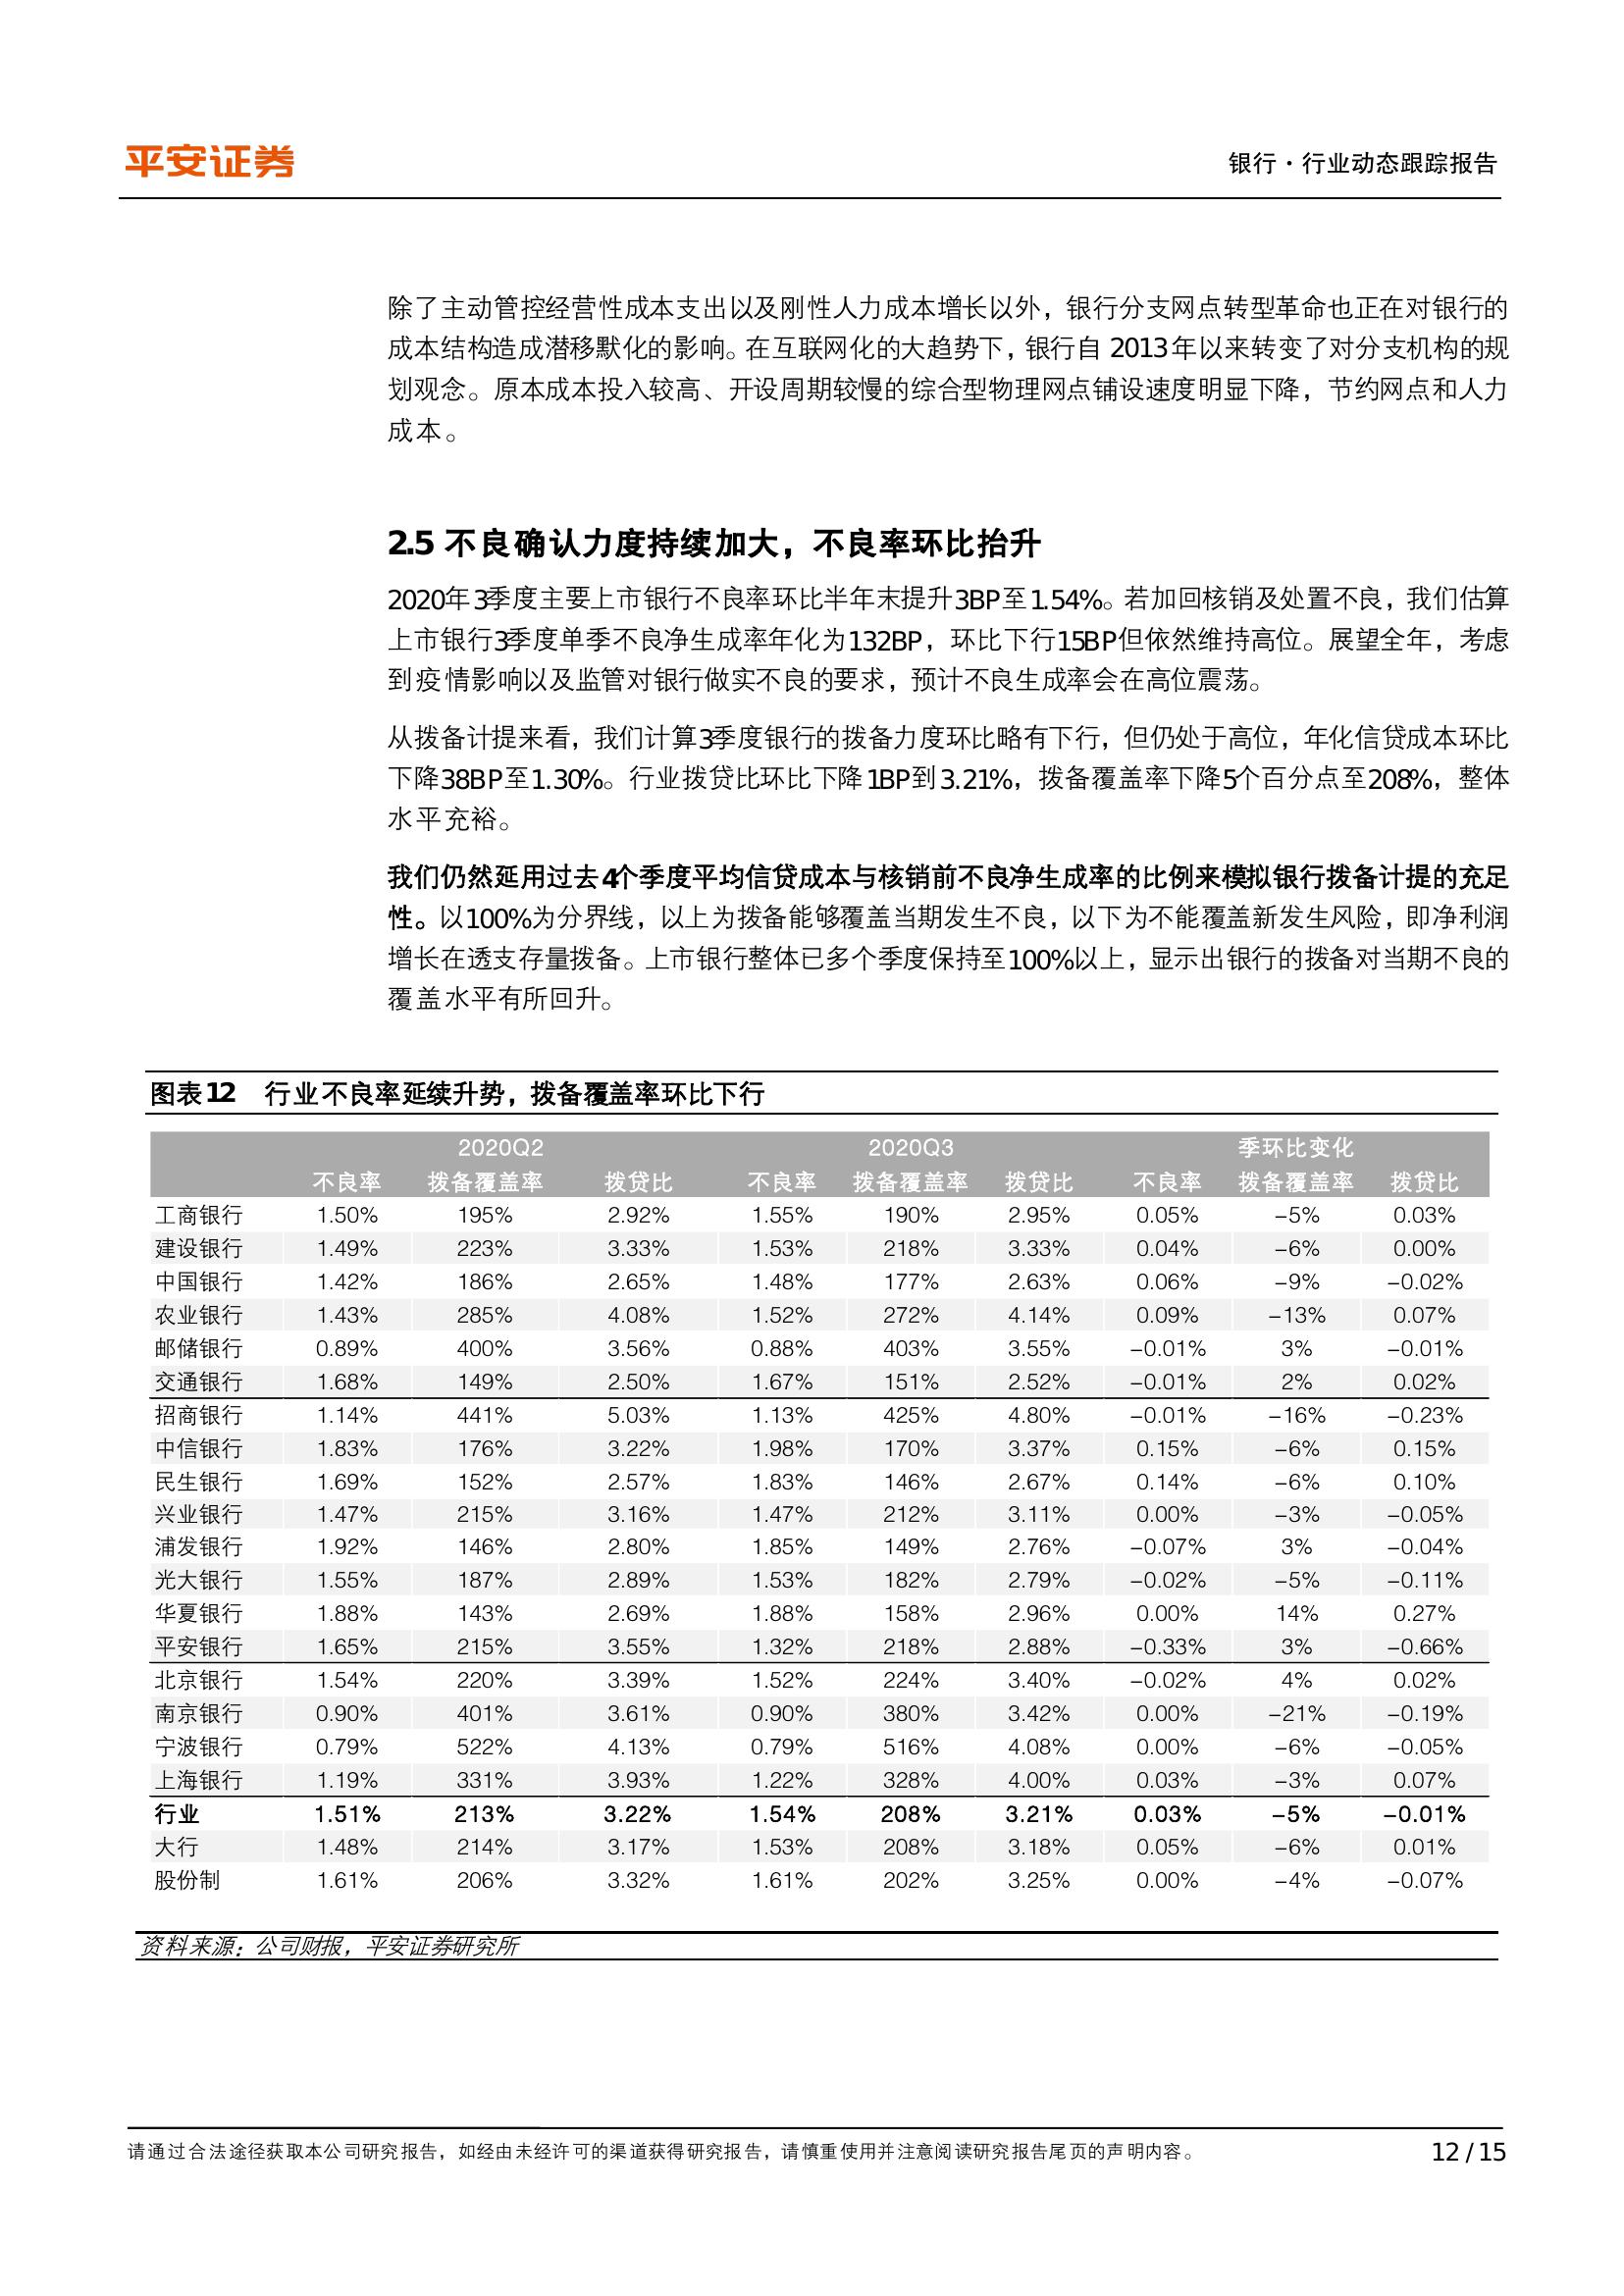 平安证券
银行·行业动态跟踪报告
除了主动管控经营性成本支出以及刚性人力成本增长以外，银行分支网点转型革命也正在对银行的
成本结构造成潜移默化的影响。在互联网化的大趋势下，银行自 2013 年以来转变了对分支机构的规
划观念。原本成本投入较高、开设周期较慢的综合型物理网点铺设速度明显下降，节约网点和人力
成本。
2.5 不良确认力度持续加大，不良率环比抬升
2020年3季度主要上市银行不良率环比半年末提升3BP至1.54%。若加回核销及处置不良，我们估算
上市银行3季度单季不良净生成率年化为132BP，环比下行15BP但依然维持高位。展望全年，考虑
到疫情影响以及监管对银行做实不良的要求，预计不良生成率会在高位震荡。
从拨备计提来看，我们计算3季度银行的拨备力度环比略有下行，但仍处于高位，年化信贷成本环比
下降38BP至1.30%。行业拨贷比环比下降1BP到3.21%，拨备覆盖率下降5个百分点至208%，整体
水平充裕。
我们仍然延用过去4个季度平均信贷成本与核销前不良净生成率的比例来模拟银行拨备计提的充足
性。以100%为分界线，以上为拨备能够覆盖当期发生不良，以下为不能覆盖新发生风险，即净利润
增长在透支存量拨备。上市银行整体已多个季度保持至100%以上，显示出银行的拨备对当期不良的
覆盖水平有所回升。
图表12 行业不良率延续升势，拨备覆盖率环比下行
2020Q2 2020Q3 季环比变化
不良率 拨备覆盖率 拨贷比 不良率 拨备覆盖率 拨贷比 不良率 拨备覆盖率 拨贷比
工商银行 1.50% 195% 2.92% 1.55% 190% 2.95% 0.05% -5% 0.03%
建设银行 1.49% 223% 3.33% 1.53% 218% 3.33% 0.04% -6% 0.00%
中国银行 1.42% 186% 2.65% 1.48% 177% 2.63% 0.06% -9% -0.02%
农业银行 1.43% 285% 4.08% 1.52% 272% 4.14% 0.09% -13% 0.07%
邮储银行 0.89% 400% 3.56% 0.88% 403% 3.55% -0.01% 3% -0.01%
交通银行 1.68% 149% 2.50% 1.67% 151% 2.52% -0.01% 2% 0.02%
招商银行 1.14% 441% 5.03% 1.13% 425% 4.80% -0.01% -16% -0.23%
中信银行 1.83% 176% 3.22% 1.98% 170% 3.37% 0.15% -6% 0.15%
民生银行 1.69% 152% 2.57% 1.83% 146% 2.67% 0.14% -6% 0.10%
兴业银行 1.47% 215% 3.16% 1.47% 212% 3.11% 0.00% -3% -0.05%
浦发银行 1.92% 146% 2.80% 1.85% 149% 2.76% -0.07% 3% -0.04%
光大银行 1.55% 187% 2.89% 1.53% 182% 2.79% -0.02% -5% -0.11%
华夏银行 1.88% 143% 2.69% 1.88% 158% 2.96% 0.00% 14% 0.27%
平安银行 1.65% 215% 3.55% 1.32% 218% 2.88% -0.33% 3% -0.66%
北京银行 1.54% 220% 3.39% 1.52% 224% 3.40% -0.02% 4% 0.02%
南京银行 0.90% 401% 3.61% 0.90% 380% 3.42% 0.00% -21% -0.19%
宁波银行 0.79% 522% 4.13% 0.79% 516% 4.08% 0.00% -6% -0.05%
上海银行 1.19% 331% 3.93% 1.22% 328% 4.00% 0.03% -3% 0.07%
行业 1.51% 213% 3.22% 1.54% 208% 3.21% 0.03% -5% -0.01%
大行 1.48% 214% 3.17% 1.53% 208% 3.18% 0.05% -6% 0.01%
股份制 1.61% 206% 3.32% 1.61% 202% 3.25% 0.00% -4% -0.07%
资料来源：公司财报，平安证券研究所
请通过合法途径获取本公司研究报告，如经由未经许可的渠道获得研究报告，请慎重使用并注意阅读研究报告尾页的声明内容。
12 / 15